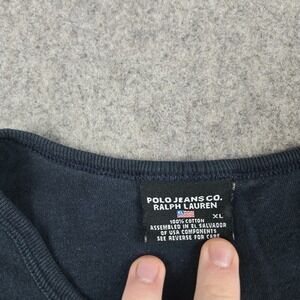 POLO JEANS CO.
RALPH LAUREN
XL
100% COTTON
ASSEMBLED IN EL SALVADOR
OF USA COMPONENTS
SEE REVERSE FOR CARE